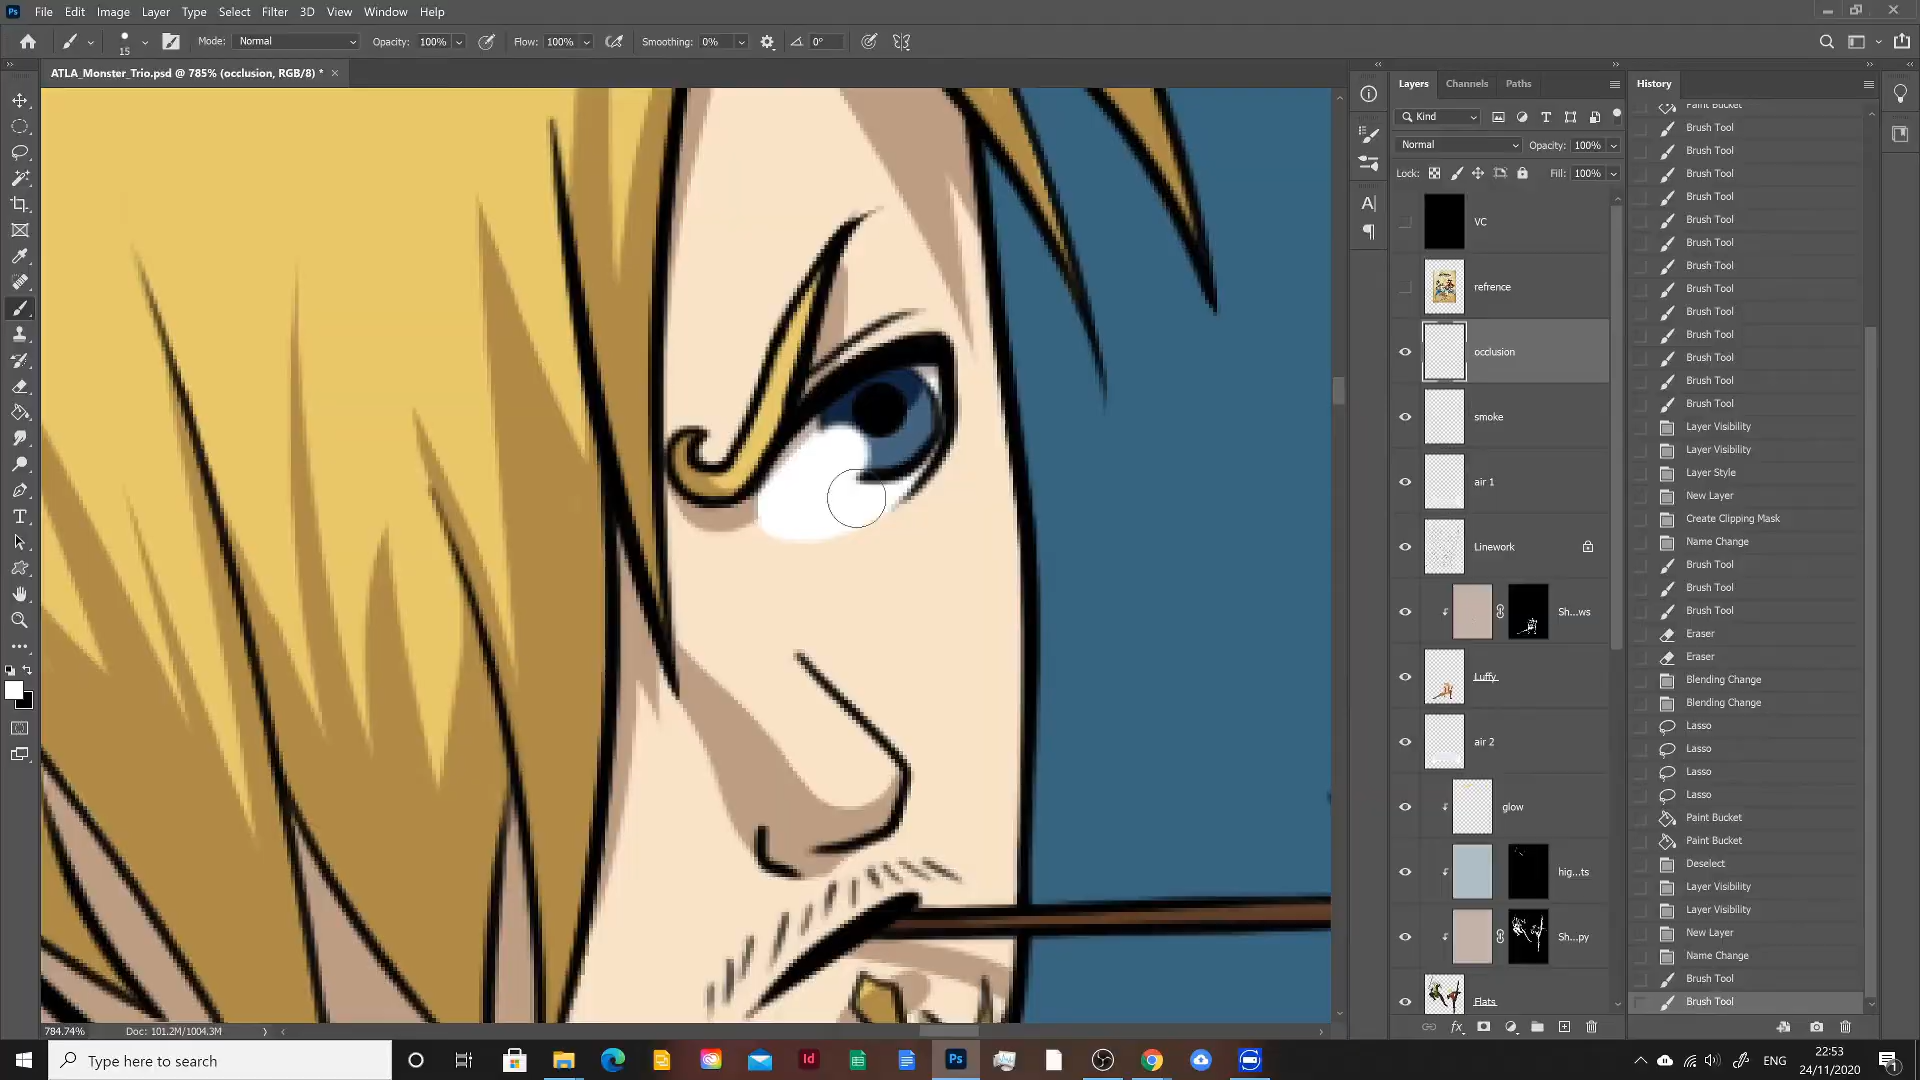 Ps File Edit Image Layer Type Select Filter 3D View Window Help
15 Mode: Normal Opacity: 100% Flow: 100% Smoothing: 0% 0°
ATLA_Monster_Trio.psd @ 785% (occlusion, RGB/8) * ×
Layers Channels Paths
Kind
Normal Opacity: 100%
Lock: Fill: 100%
VC
refrence
occlusion
smoke
air 1
Linework
Sh...ws
Luffy
air 2
glow
hig...ts
Sh...py
Flats
History
Paint Bucket
Brush Tool
Brush Tool
Brush Tool
Brush Tool
Brush Tool
Brush Tool
Brush Tool
Brush Tool
Brush Tool
Brush Tool
Brush Tool
Brush Tool
Brush Tool
Layer Visibility
Layer Visibility
Layer Style
New Layer
Create Clipping Mask
Name Change
Brush Tool
Brush Tool
Brush Tool
Eraser
Eraser
Blending Change
Blending Change
Lasso
Lasso
Lasso
Lasso
Paint Bucket
Paint Bucket
Deselect
Layer Visibility
Layer Visibility
New Layer
Name Change
Brush Tool
Brush Tool
784.74% Doc: 101.2M/1004.3M
Type here to search
Id
Ps
ENG
22:53
24/11/2020
1